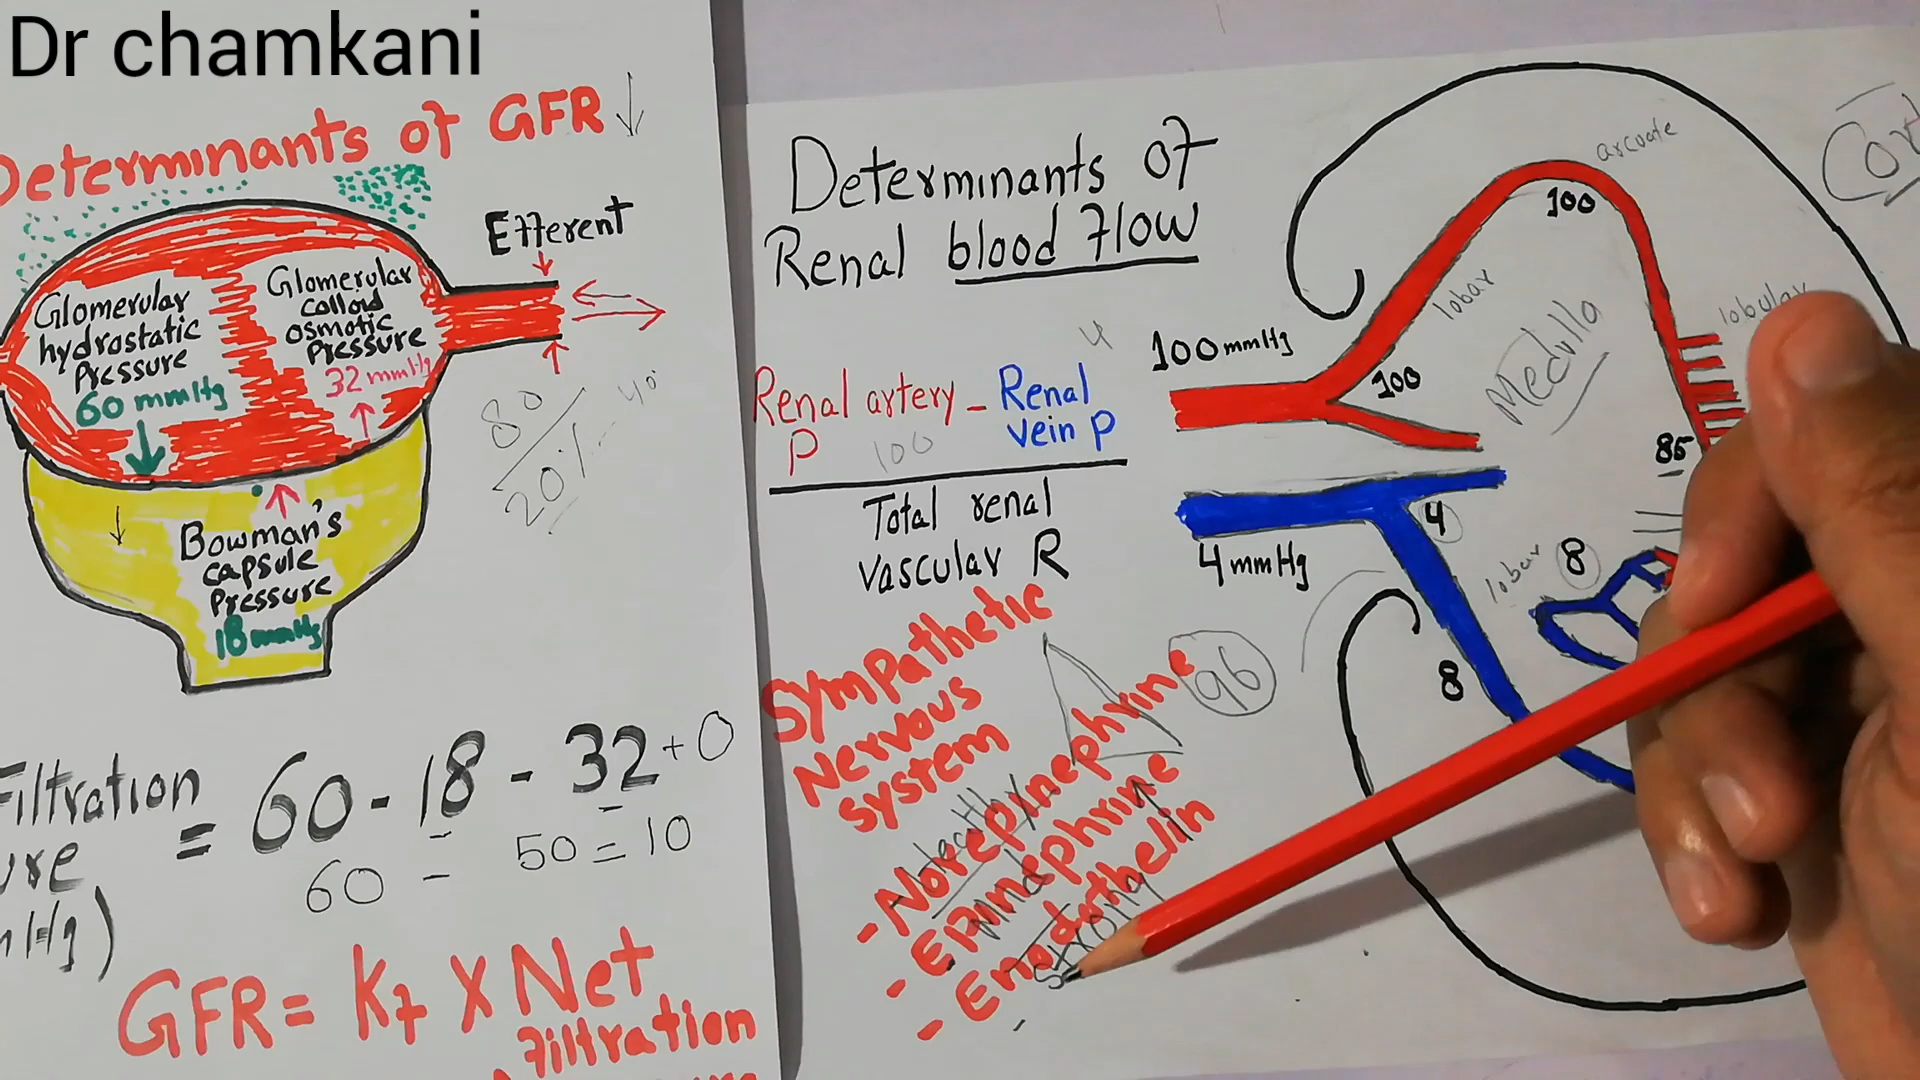 Dr chamkani
Determinants of GFR ↓
Efferent
Glomerular
hydrostatic
Pressure
60 mmHg
Glomerular
colloid
osmotic
Pressure
32 mmHg
80
20%
40
Bowman's
capsule
Pressure
18 mmHg
Filtration
= 60 - 18 - 32 + 0
60 - 50 = 10
GFR = Kf X Net
Filtration
Determinants of
Renal blood flow
4
Renal artery - Renal
P 100 vein P
Total renal
vascular R
Sympathetic
Nervous
system
- Norepinephrine
- Epinephrine
- Endothelin
96
100 mmHg
100
lobar
100
arcuate
lobular
Medulla
85
4
4 mmHg
lobar
8
8